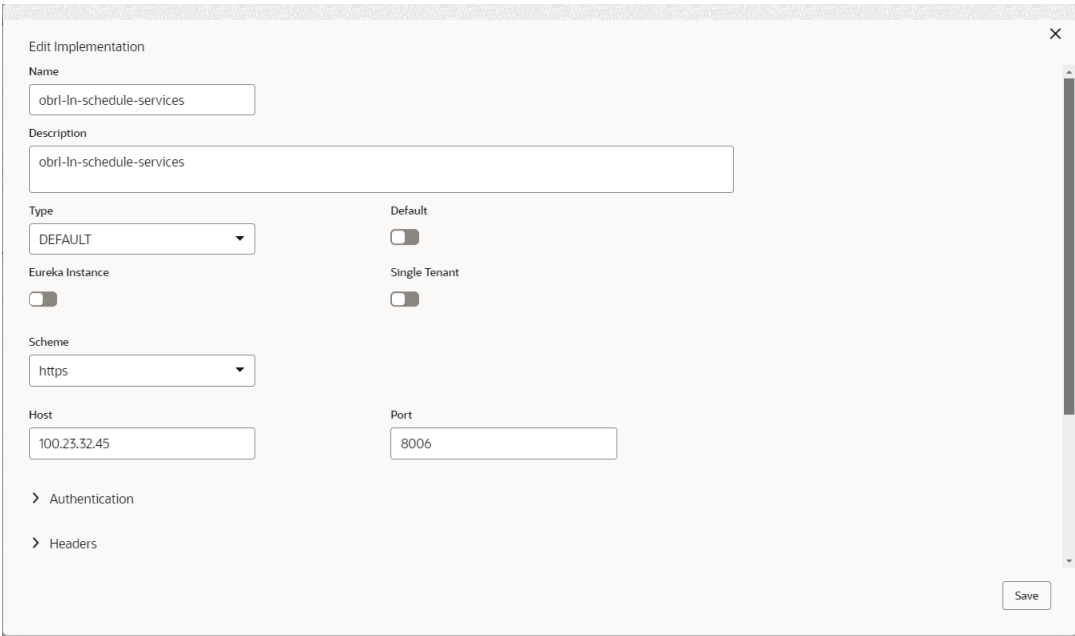 Edit Implementation
Name
obrl-ln-schedule-services
Description
obrl-ln-schedule-services
Type
Default
DEFAULT
Eureka Instance
Single Tenant
Scheme
https
Host
Port
100.23.32.45
8006
Authentication
Headers
Save